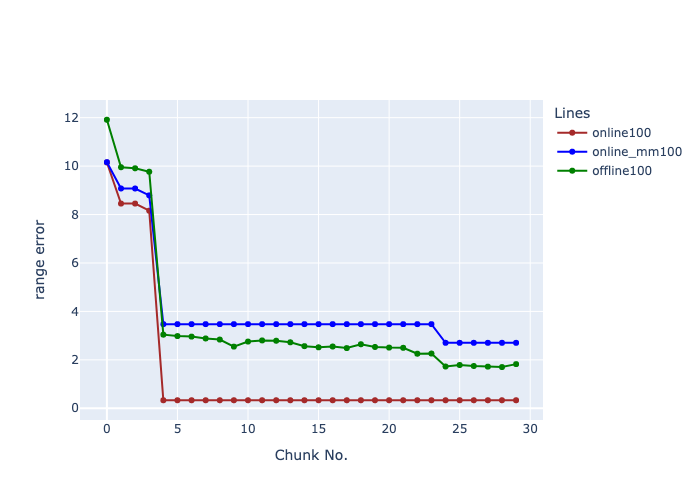 Lines
online100
online_mm100
offline100
12
10
8
6
4
2
0
range error
0 5 10 15 20 25 30
Chunk No.